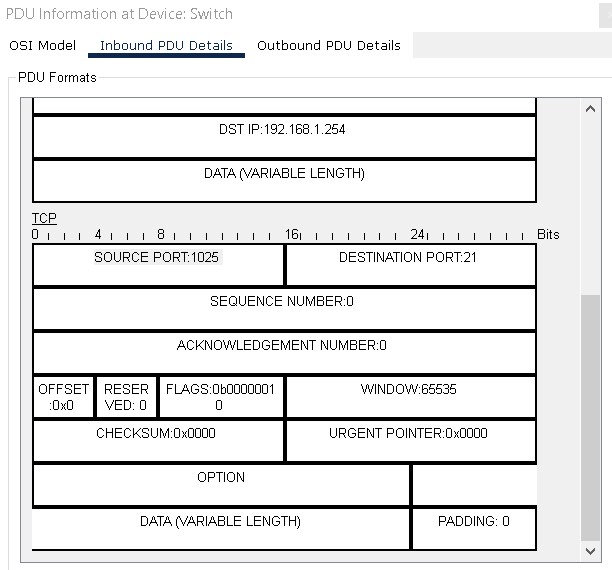 PDU Information at Device: Switch
OSI Model Inbound PDU Details Outbound PDU Details
PDU Formats
DST IP:192.168.1.254
DATA (VARIABLE LENGTH)
TCP
0 4 8 16 24 Bits
SOURCE PORT:1025 DESTINATION PORT:21
SEQUENCE NUMBER:0
ACKNOWLEDGEMENT NUMBER:0
OFFSET RESER FLAGS:0b0000001 WINDOW:65535
:0x0 VED: 0 0
CHECKSUM:0x0000 URGENT POINTER:0x0000
OPTION
DATA (VARIABLE LENGTH) PADDING: 0